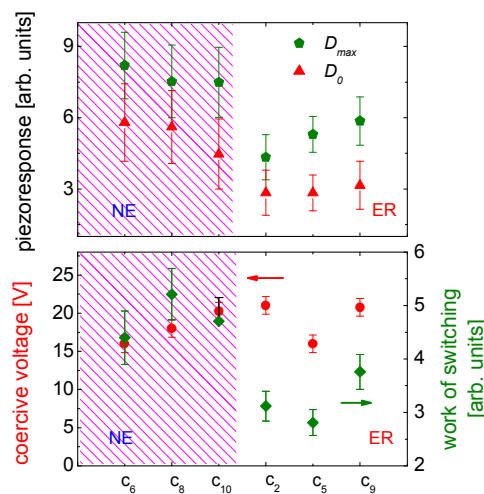 piezoresponse [arb. units]
9
6
3
D_max
D_0
NE
ER
coercive voltage [V]
25
20
15
10
5
0
6
5
4
3
2
work of switching
[arb. units]
NE
ER
c_6 c_8 c_10 c_2 c_5 c_9